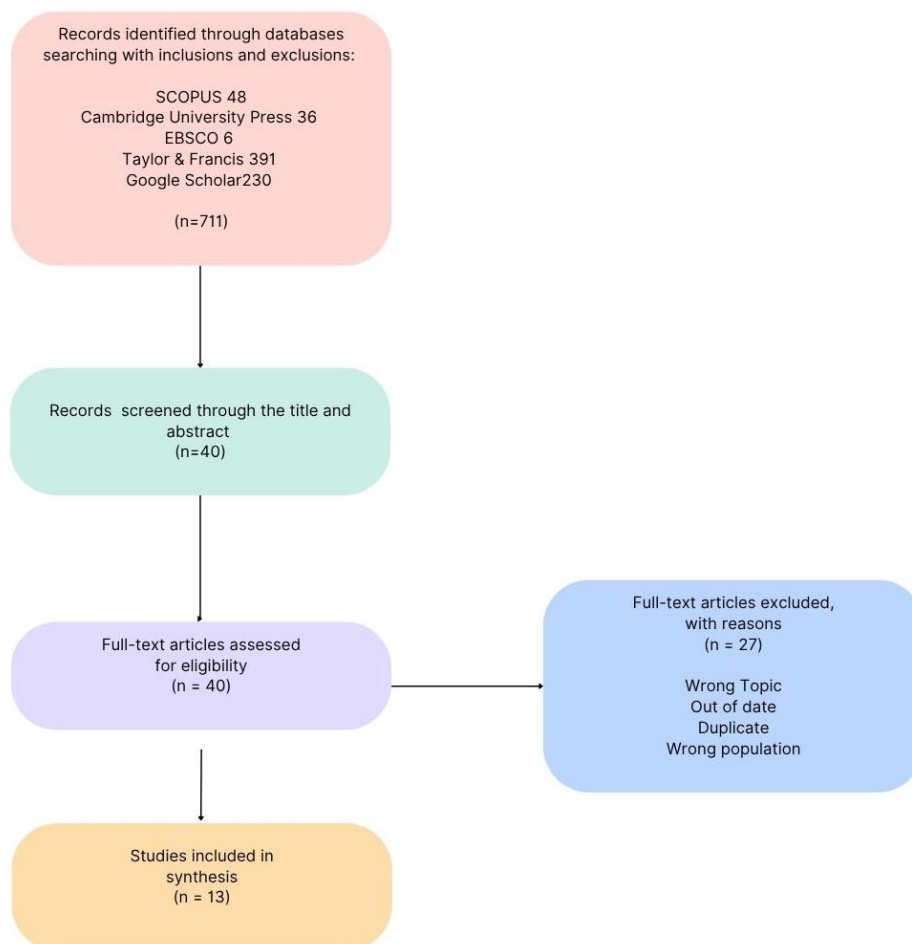 Records identified through databases
searching with inclusions and exclusions:
SCOPUS 48
Cambridge University Press 36
EBSCO 6
Taylor & Francis 391
Google Scholar230
(n=711)
Records screened through the title and
abstract
(n=40)
Full-text articles assessed
for eligibility
(n = 40)
Full-text articles excluded,
with reasons
(n = 27)
Wrong Topic
Out of date
Duplicate
Wrong population
Studies included in
synthesis
(n = 13)